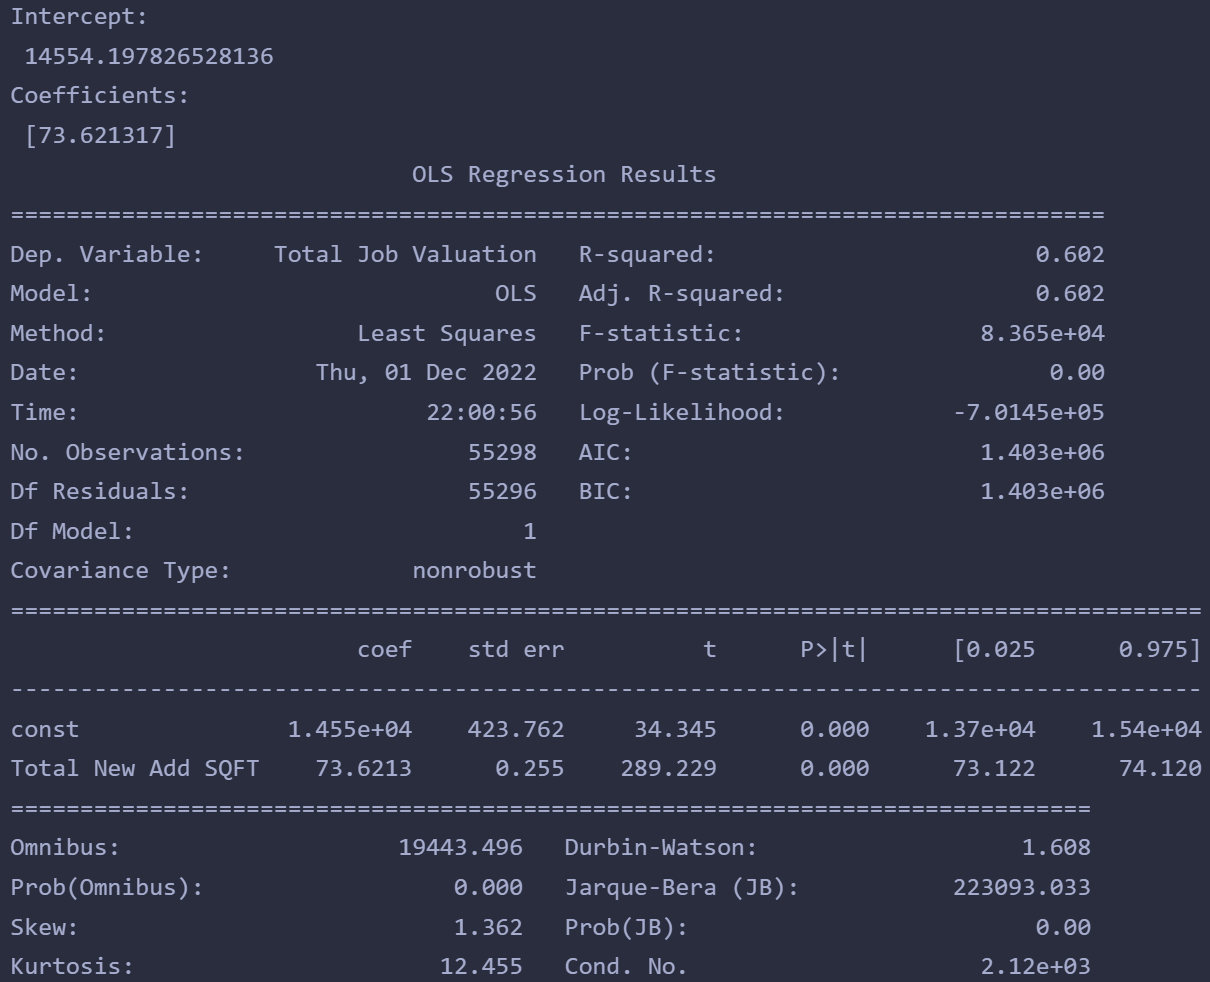 Intercept:
 14554.197826528136
Coefficients:
 [73.621317]
                             OLS Regression Results
===============================================================================
Dep. Variable:     Total Job Valuation   R-squared:                       0.602
Model:                             OLS   Adj. R-squared:                  0.602
Method:                  Least Squares   F-statistic:                 8.365e+04
Date:                 Thu, 01 Dec 2022   Prob (F-statistic):               0.00
Time:                         22:00:56   Log-Likelihood:            -7.0145e+05
No. Observations:                55298   AIC:                         1.403e+06
Df Residuals:                    55296   BIC:                         1.403e+06
Df Model:                            1
Covariance Type:             nonrobust
======================================================================================
                         coef    std err          t      P>|t|      [0.025      0.975]
--------------------------------------------------------------------------------------
const               1.455e+04    423.762     34.345      0.000    1.37e+04    1.54e+04
Total New Add SQFT    73.6213      0.255    289.229      0.000      73.122      74.120
==============================================================================
Omnibus:                    19443.496   Durbin-Watson:                   1.608
Prob(Omnibus):                  0.000   Jarque-Bera (JB):           223093.033
Skew:                           1.362   Prob(JB):                         0.00
Kurtosis:                      12.455   Cond. No.                     2.12e+03